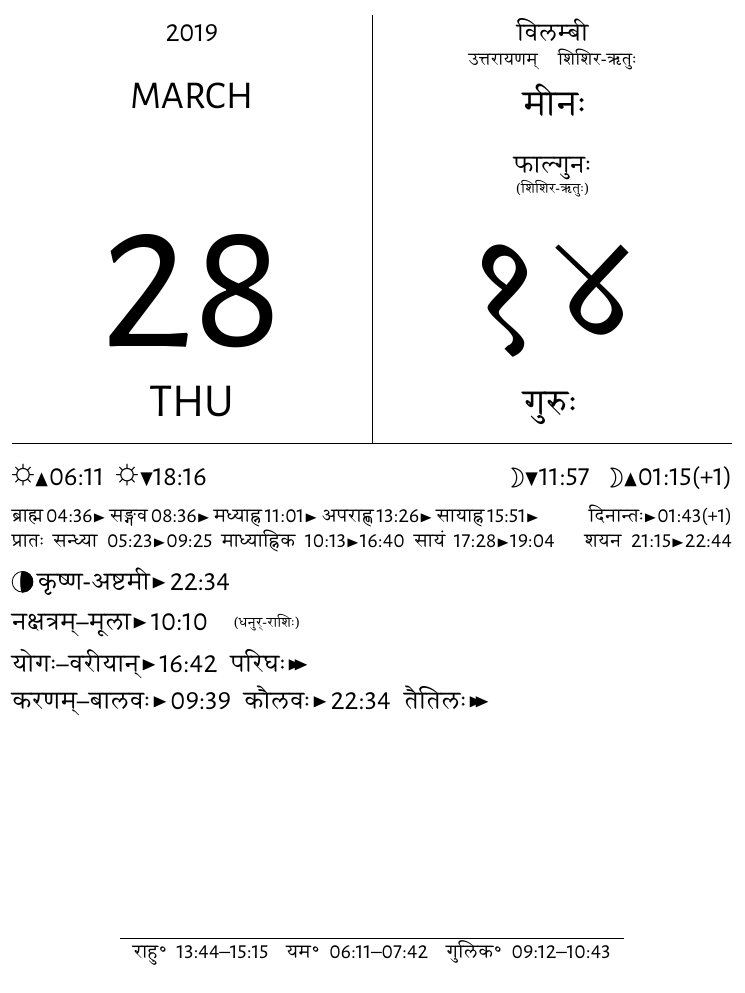 2019
MARCH
28
THU
विलम्बी
उत्तरायणम् शिशिर-ऋतुः
मीनः
फाल्गुनः
(शिशिर-ऋतुः)
१४
गुरुः
☼▲06:11 ☼▼18:16 ☽▼11:57 ☽▲01:15(+1)
ब्राह्म 04:36► सङ्गव 08:36► मध्याह्न 11:01► अपराह्ण 13:26► सायाह्न 15:51► दिनान्तः►01:43(+1)
प्रातः सन्ध्या 05:23►09:25 माध्याह्निक 10:13►16:40 सायं 17:28►19:04 शयन 21:15►22:44
कृष्ण-अष्टमी► 22:34
नक्षत्रम्–मूला► 10:10 (धनुर्-राशिः)
योगः–वरीयान्► 16:42 परिघः►►
करणम्–बालवः► 09:39 कौलवः► 22:34 तैतिलः►►
राहु° 13:44–15:15 यम° 06:11–07:42 गुलिक° 09:12–10:43